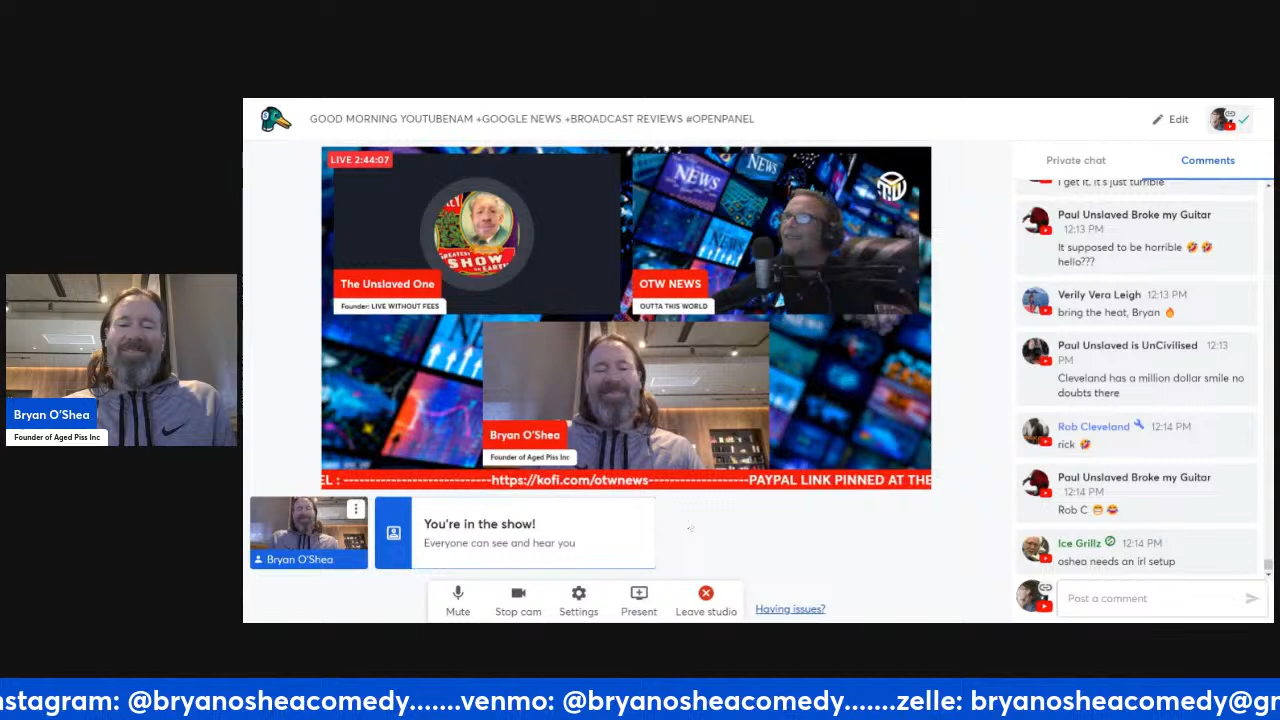 GOOD MORNING YOUTUBENAM +GOOGLE NEWS +BROADCAST REVIEWS #OPENPANEL
Edit
LIVE 2:44:07
NEWS
NEWS
NEWS
SHOW
The Unslaved One
Founder: LIVE WITHOUT FEES
OTW NEWS
OUTTA THIS WORLD
Bryan O'Shea
Founder of Aged Piss Inc
EL : ---------------------------https://kofi.com/otwnews------------------PAYPAL LINK PINNED AT THE
Bryan O'Shea
Founder of Aged Piss Inc
Bryan O'Shea
You're in the show!
Everyone can see and hear you
Mute
Stop cam
Settings
Present
Leave studio
Having issues?
Private chat
Comments
I get it, it's just turrible
Paul Unslaved Broke my Guitar
12:13 PM
It supposed to be horrible 🤣 🤣
hello???
Verily Vera Leigh 12:13 PM
bring the heat, Bryan 🔥
Paul Unslaved is UnCivilised 12:13
PM
Cleveland has a million dollar smile no
doubts there
Rob Cleveland 12:14 PM
rick 🤣
Paul Unslaved Broke my Guitar
12:14 PM
Rob C 😁 😂
Ice Grillz 12:14 PM
oshea needs an irl setup
Post a comment
nstagram: @bryanosheacomedy.......venmo: @bryanosheacomedy.......zelle: bryanosheacomedy@gr